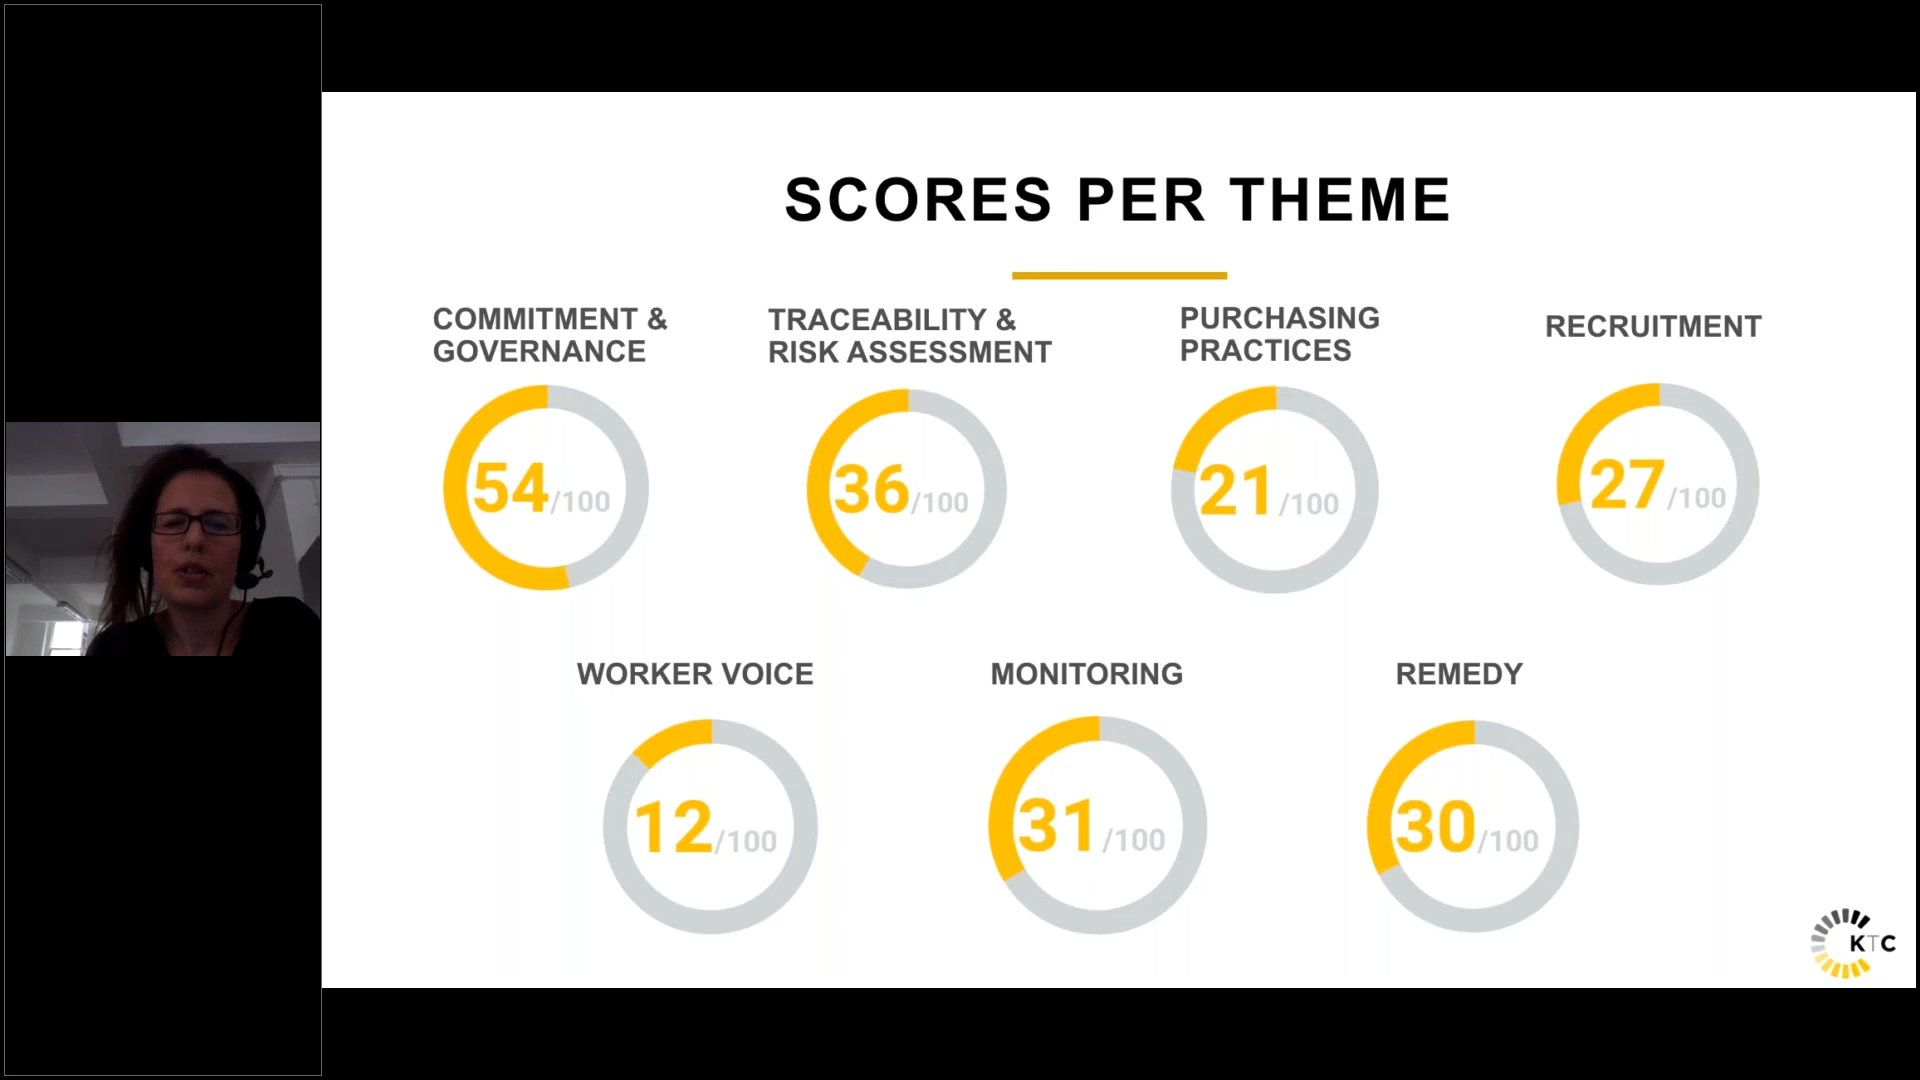 SCORES PER THEME
COMMITMENT &
GOVERNANCE
54/100
TRACEABILITY &
RISK ASSESSMENT
36/100
PURCHASING
PRACTICES
21/100
RECRUITMENT
27/100
WORKER VOICE
12/100
MONITORING
31/100
REMEDY
30/100
KTC